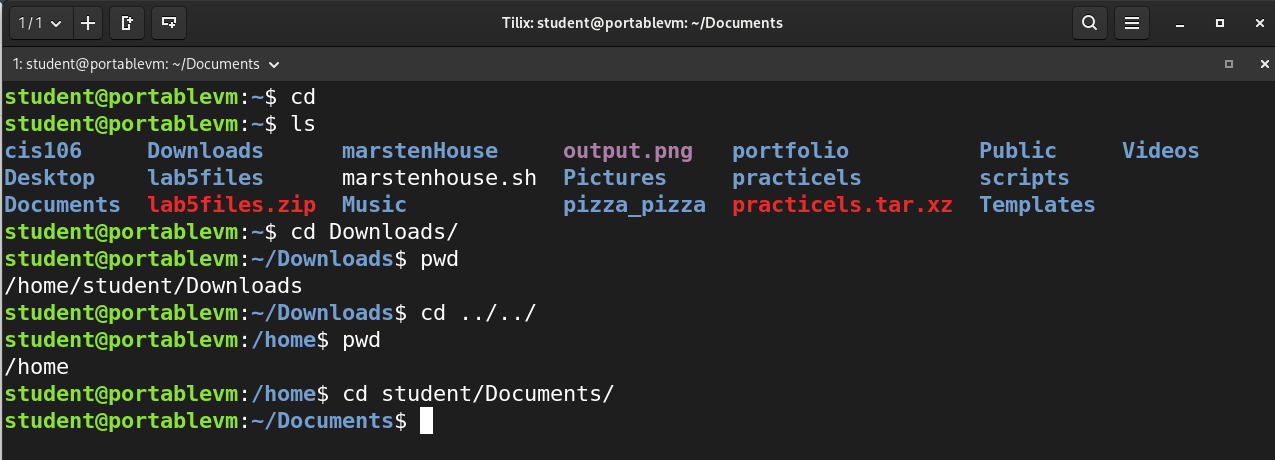 1 / 1
Tilix: student@portablevm: ~/Documents
1: student@portablevm: ~/Documents
student@portablevm:~$ cd
student@portablevm:~$ ls
cis106 Downloads marstenHouse output.png portfolio Public Videos
Desktop lab5files marstenhouse.sh Pictures practicels scripts
Documents lab5files.zip Music pizza_pizza practicels.tar.xz Templates
student@portablevm:~$ cd Downloads/
student@portablevm:~/Downloads$ pwd
/home/student/Downloads
student@portablevm:~/Downloads$ cd ../../
student@portablevm:/home$ pwd
/home
student@portablevm:/home$ cd student/Documents/
student@portablevm:~/Documents$